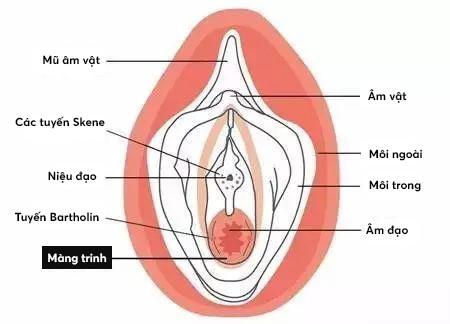 Mũ âm vật
Âm vật
Các tuyến Skene
Môi ngoài
Niệu đạo
Môi trong
Tuyến Bartholin
Âm đạo
Màng trinh